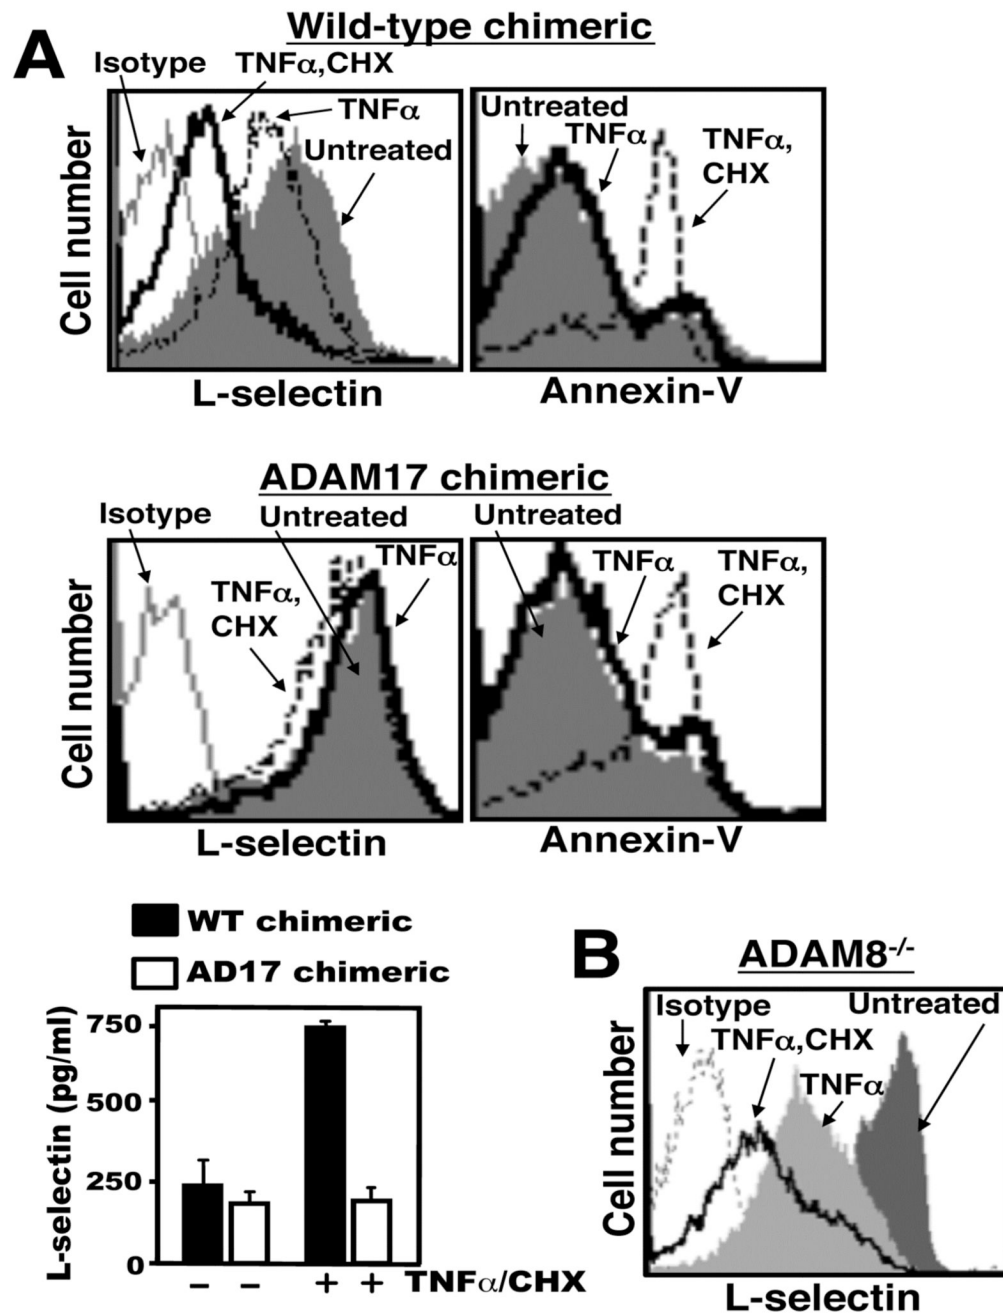 A
Wild-type chimeric
Isotype
TNFα,CHX
TNFα
Untreated
Cell number
L-selectin
Untreated
TNFα
TNFα,
CHX
Annexin-V
ADAM17 chimeric
Isotype
Untreated
TNFα
TNFα,
CHX
Cell number
L-selectin
Untreated
TNFα
TNFα,
CHX
Annexin-V
WT chimeric
AD17 chimeric
L-selectin (pg/ml)
750
500
250
0
– – + + TNFα/CHX
B
ADAM8-/-
Isotype
Untreated
TNFα,CHX
TNFα
Cell number
L-selectin